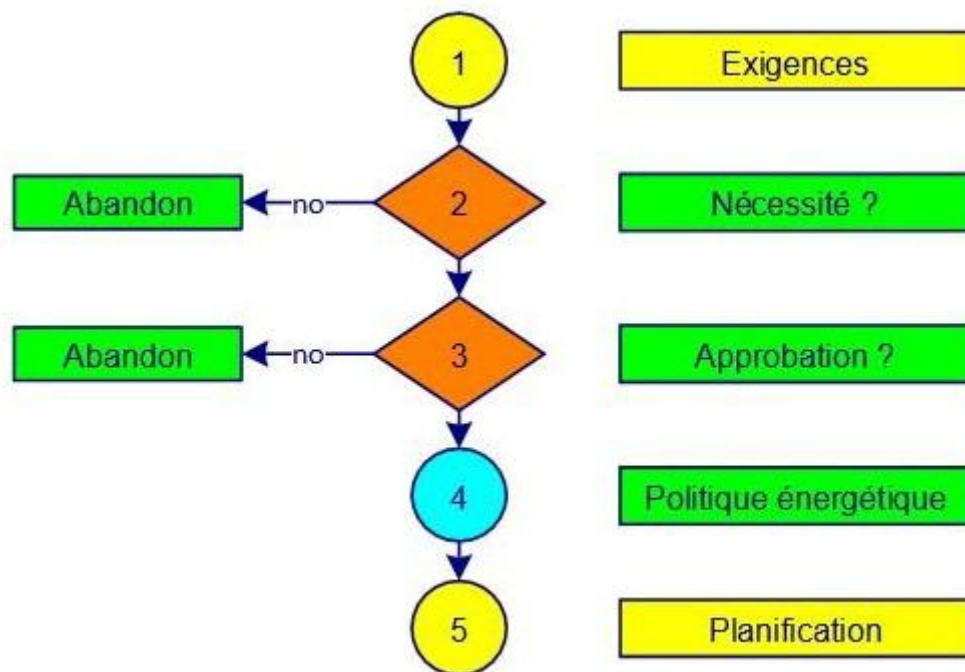 1 Exigences
Abandon no 2 Nécessité ?
Abandon no 3 Approbation ?
4 Politique énergétique
5 Planification